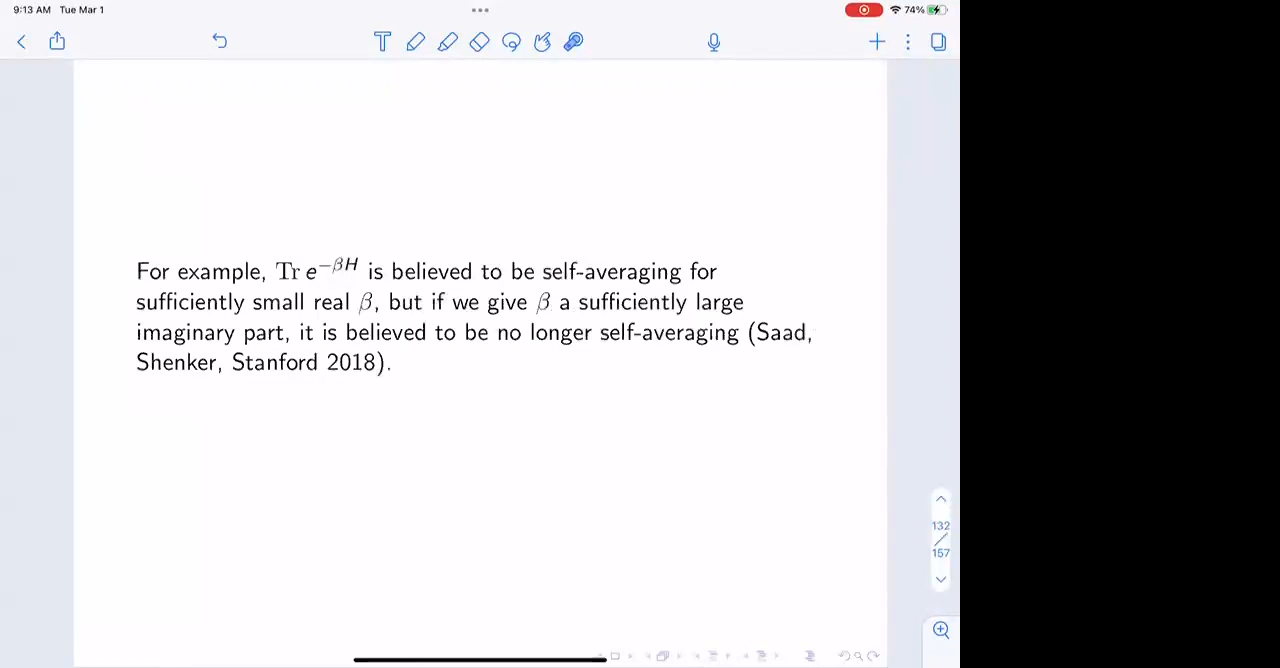 9:13 AM Tue Mar 1
74%
For example, Tr e^{−βH} is believed to be self-averaging for
sufficiently small real β, but if we give β a sufficiently large
imaginary part, it is believed to be no longer self-averaging (Saad,
Shenker, Stanford 2018).
132
157